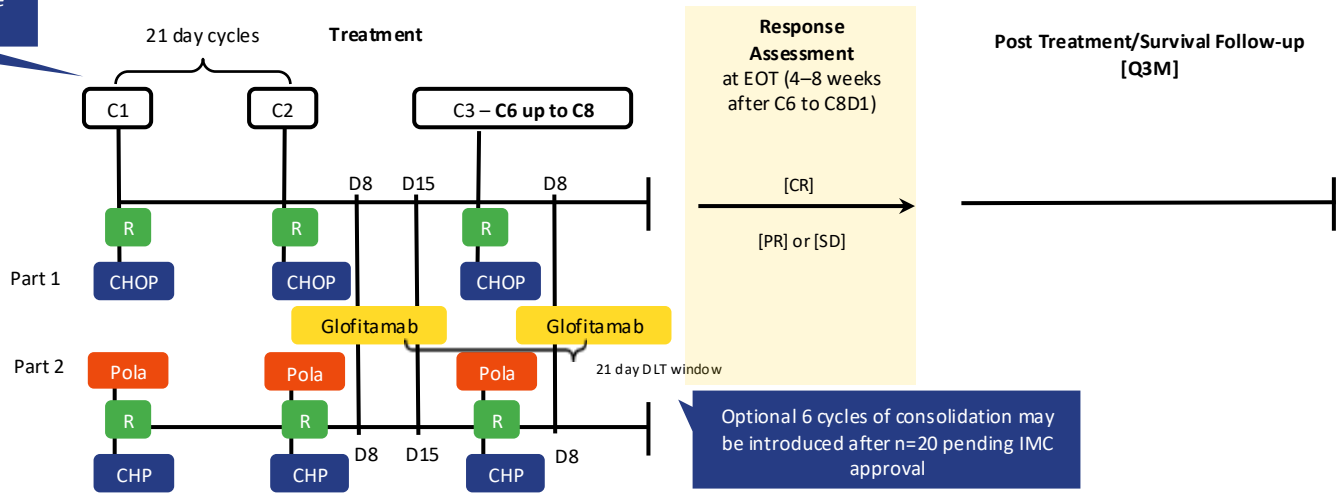 e
21 day cycles
Treatment
C1
C2
C3 – C6 up to C8
D8
D15
D8
R
R
R
Part 1
CHOP
CHOP
CHOP
Glofitamab
Glofitamab
Part 2
Pola
Pola
Pola
21 day DLT window
R
R
R
D8
D15
D8
CHP
CHP
CHP
Response
Assessment
at EOT (4–8 weeks
after C6 to C8D1)
[CR]
[PR] or [SD]
Post Treatment/Survival Follow-up
[Q3M]
Optional 6 cycles of consolidation may
be introduced after n=20 pending IMC
approval